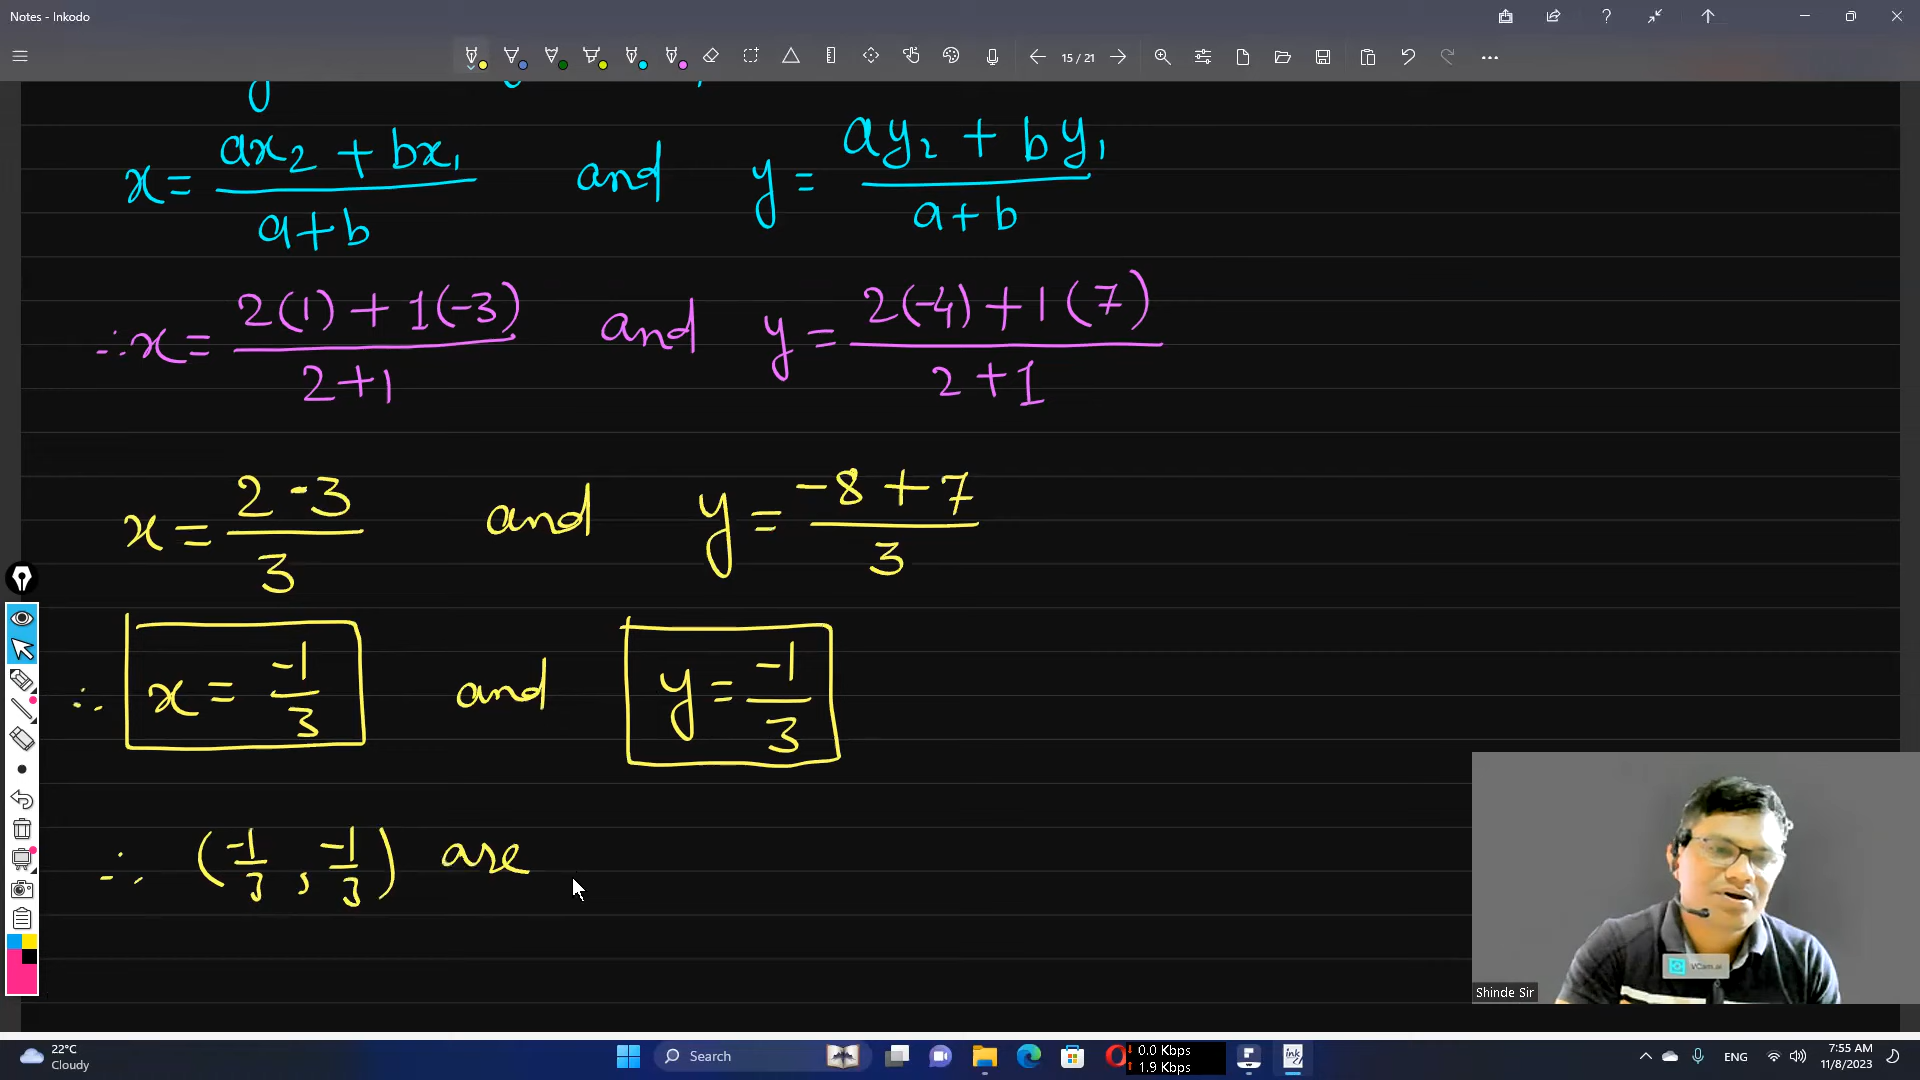 Notes - Inkodo
15 / 21
x = ax₂ + bx₁ / a+b and y = ay₂ + by₁ / a+b
∴ x = 2(1) + 1(-3) / 2+1 and y = 2(-4) + 1(7) / 2+1
x = 2 - 3 / 3 and y = -8 + 7 / 3
∴ x = -1/3 and y = -1/3
∴ (-1/3, -1/3) are
VCam.ai
Shinde Sir
22°C
Cloudy
Search
0.0 Kbps
1.9 Kbps
ink
ENG
7:55 AM
11/8/2023